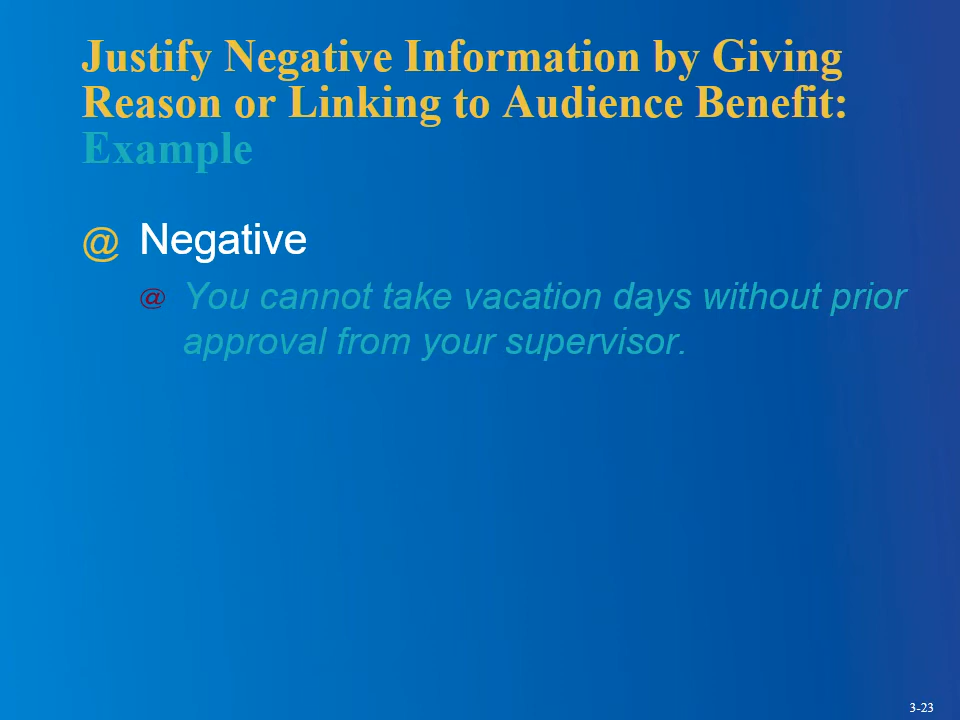 Justify Negative Information by Giving
Reason or Linking to Audience Benefit:
Example
@ Negative
@ You cannot take vacation days without prior
approval from your supervisor.
3-23